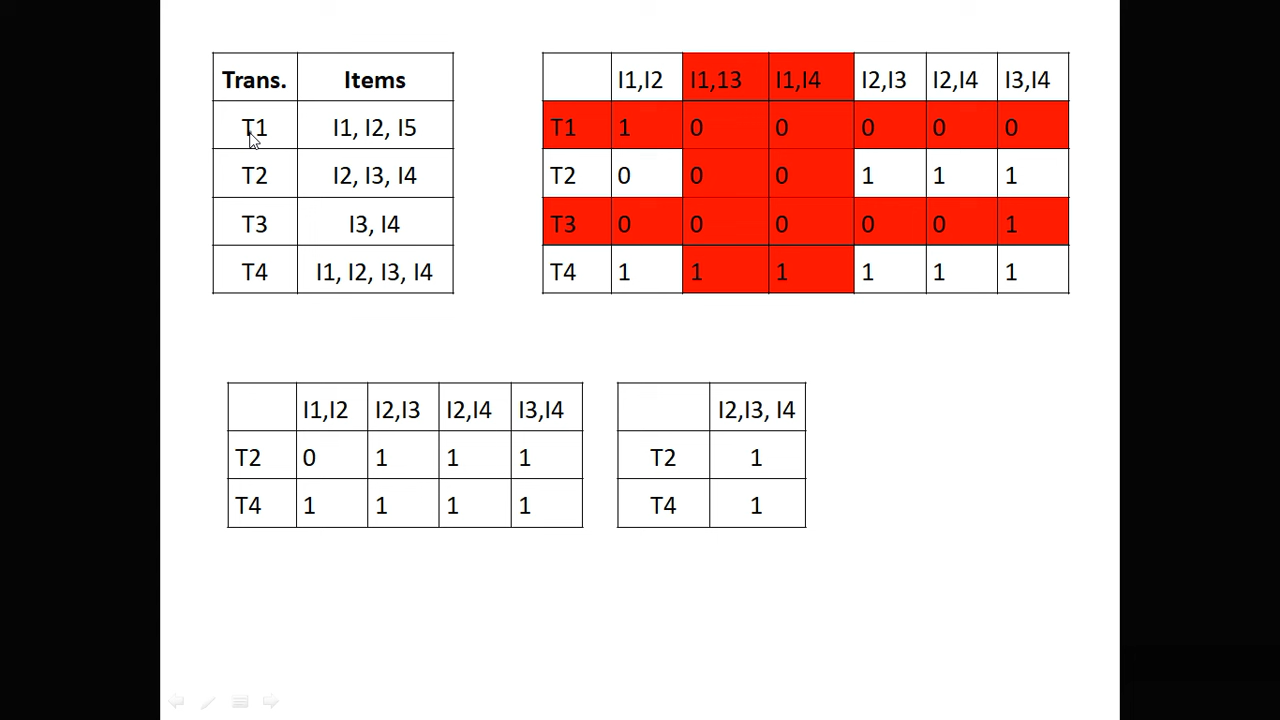 Trans. Items
T1 I1, I2, I5
T2 I2, I3, I4
T3 I3, I4
T4 I1, I2, I3, I4
I1,I2 I1,13 I1,I4 I2,I3 I2,I4 I3,I4
T1 1 0 0 0 0 0
T2 0 0 0 1 1 1
T3 0 0 0 0 0 1
T4 1 1 1 1 1 1
I1,I2 I2,I3 I2,I4 I3,I4
T2 0 1 1 1
T4 1 1 1 1
I2,I3, I4
T2 1
T4 1